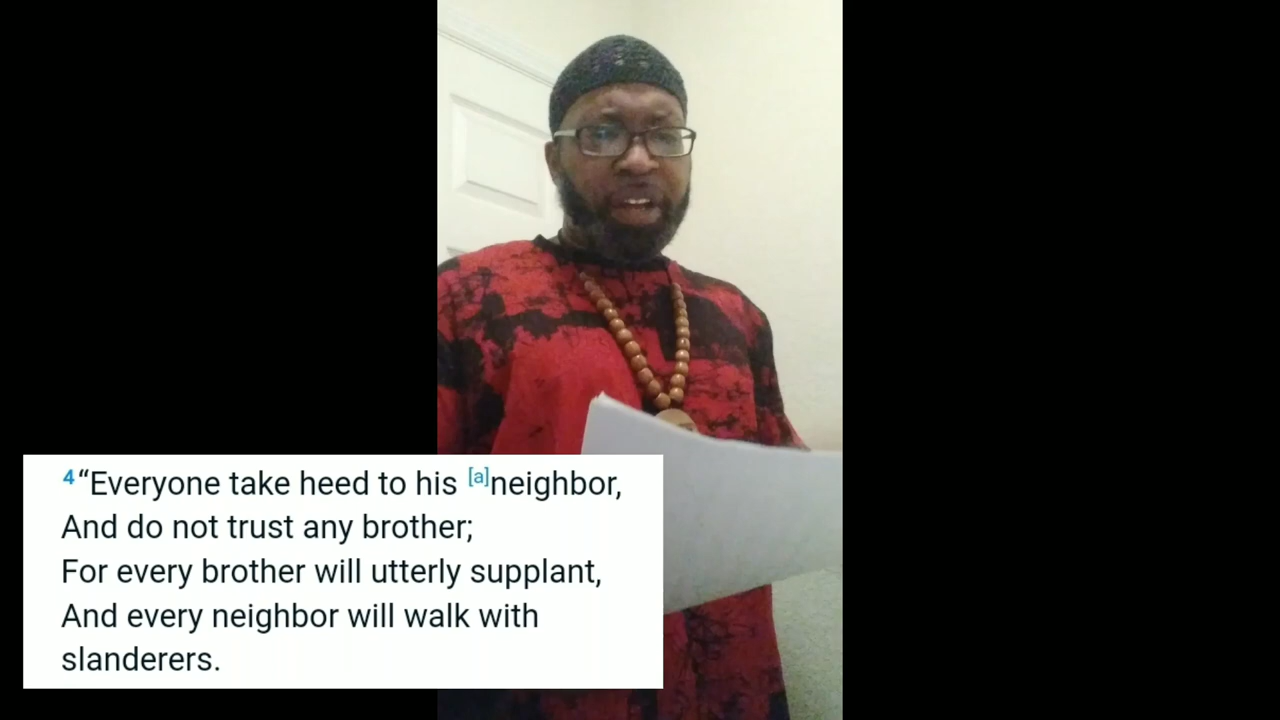 4 “Everyone take heed to his [a]neighbor,
And do not trust any brother;
For every brother will utterly supplant,
And every neighbor will walk with
slanderers.